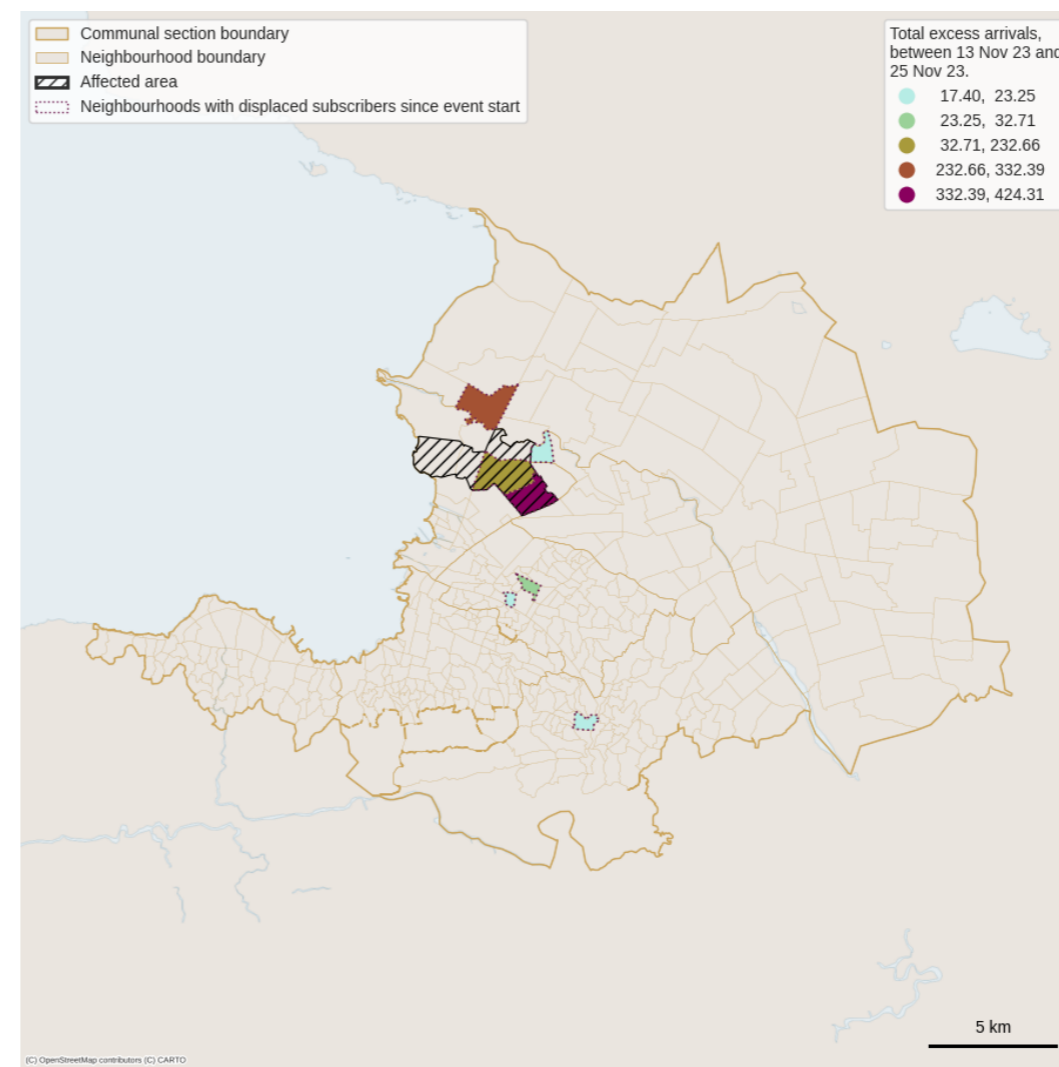 Communal section boundary
Neighbourhood boundary
Affected area
Neighbourhoods with displaced subscribers since event start
Total excess arrivals,
between 13 Nov 23 and
25 Nov 23.
17.40, 23.25
23.25, 32.71
32.71, 232.66
232.66, 332.39
332.39, 424.31
5 km
(C) OpenStreetMap contributors (C) CARTO